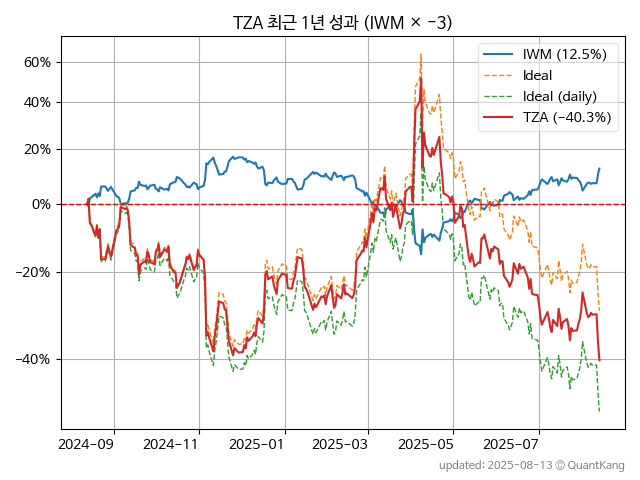 TZA 최근 1년 성과 (IWM × −3)
IWM (12.5%)
Ideal
Ideal (daily)
TZA (−40.3%)
60%
40%
20%
0%
−20%
−40%
2024-09
2024-11
2025-01
2025-03
2025-05
2025-07
updated: 2025-08-13 ⓒ QuantKang